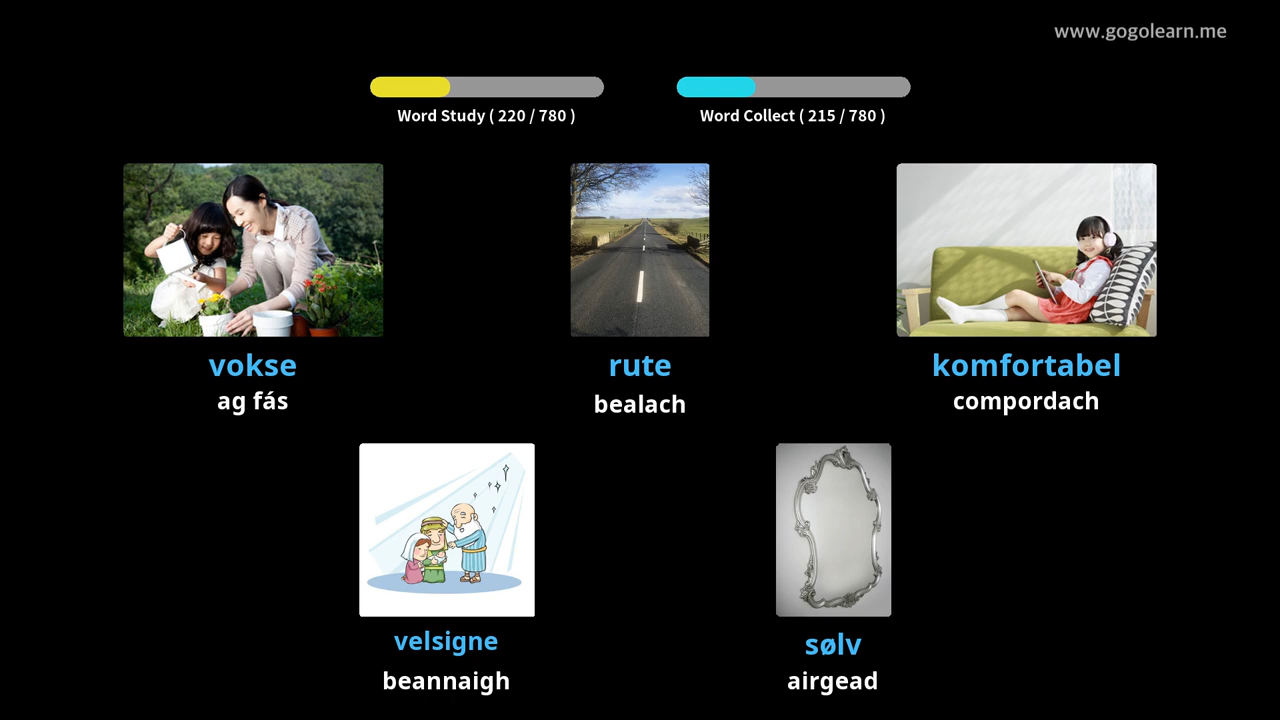 www.gogolearn.me
Word Study ( 220 / 780 )
Word Collect ( 215 / 780 )
vokse
ag fás
rute
bealach
komfortabel
compordach
velsigne
beannaigh
sølv
airgead